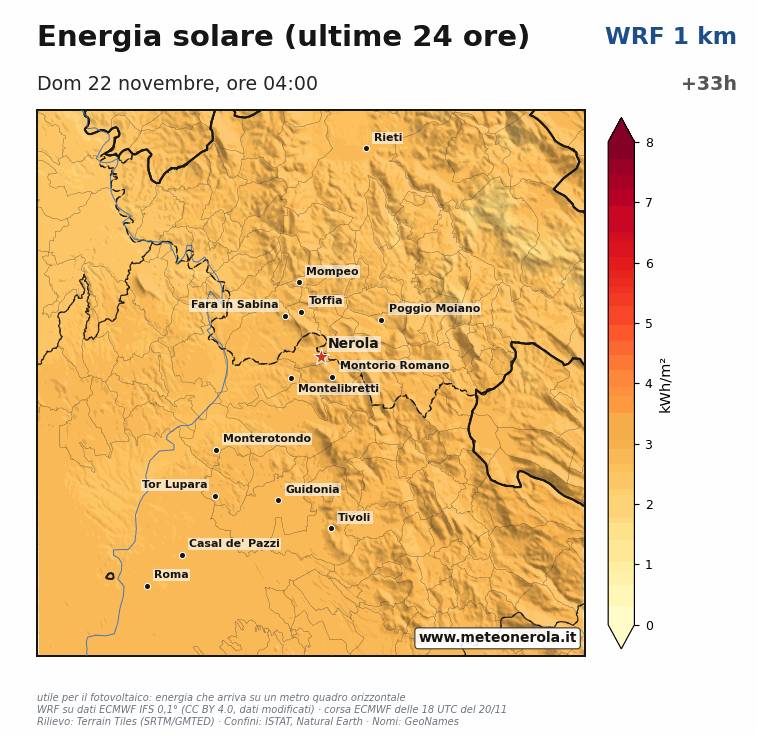 Energia solare (ultime 24 ore)
WRF 1 km
Dom 22 novembre, ore 04:00
+33h
Rieti
Mompeo
Toffia
Fara in Sabina
Poggio Moiano
Nerola
Montorio Romano
Montelibretti
Monterotondo
Tor Lupara
Guidonia
Tivoli
Casal de' Pazzi
Roma
www.meteonerola.it
8
7
6
5
4
3
2
1
0
kWh/m²
utile per il fotovoltaico: energia che arriva su un metro quadro orizzontale
WRF su dati ECMWF IFS 0,1° (CC BY 4.0, dati modificati) · corsa ECMWF delle 18 UTC del 20/11
Rilievo: Terrain Tiles (SRTM/GMTED) · Confini: ISTAT, Natural Earth · Nomi: GeoNames